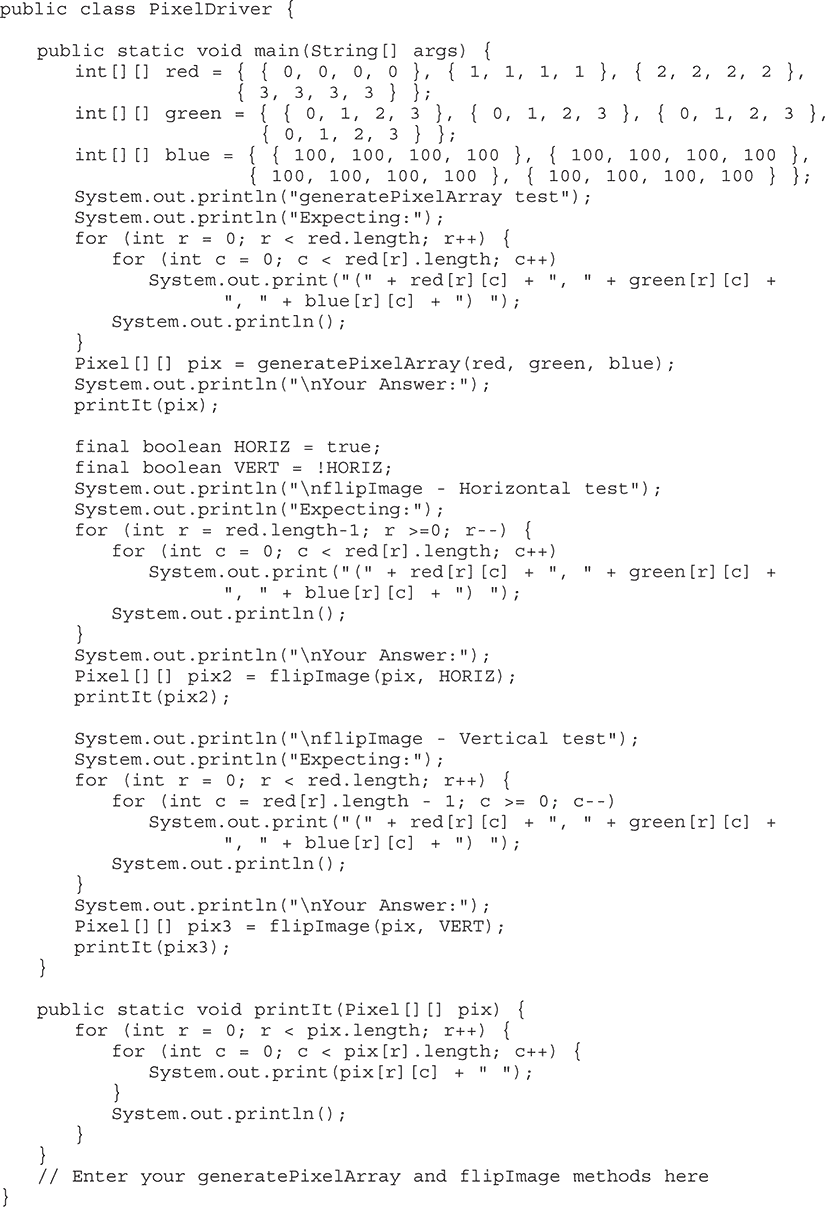 public class PixelDriver {
public static void main(String[] args) {
int[][] red = { { 0, 0, 0, 0 }, { 1, 1, 1, 1 }, { 2, 2, 2, 2 },
{ 3, 3, 3, 3 } };
int[][] green = { { 0, 1, 2, 3 }, { 0, 1, 2, 3 }, { 0, 1, 2, 3 },
{ 0, 1, 2, 3 } };
int[][] blue = { { 100, 100, 100, 100 }, { 100, 100, 100, 100 },
{ 100, 100, 100, 100 }, { 100, 100, 100, 100 } };
System.out.println("generatePixelArray test");
System.out.println("Expecting:");
for (int r = 0; r < red.length; r++) {
for (int c = 0; c < red[r].length; c++)
System.out.print("(" + red[r][c] + ", " + green[r][c] +
", " + blue[r][c] + ") ");
System.out.println();
}
Pixel[][] pix = generatePixelArray(red, green, blue);
System.out.println("\nYour Answer:");
printIt(pix);
final boolean HORIZ = true;
final boolean VERT = !HORIZ;
System.out.println("\nflipImage - Horizontal test");
System.out.println("Expecting:");
for (int r = red.length-1; r >=0; r--) {
for (int c = 0; c < red[r].length; c++)
System.out.print("(" + red[r][c] + ", " + green[r][c] +
", " + blue[r][c] + ") ");
System.out.println();
}
System.out.println("\nYour Answer:");
Pixel[][] pix2 = flipImage(pix, HORIZ);
printIt(pix2);
System.out.println("\nflipImage - Vertical test");
System.out.println("Expecting:");
for (int r = 0; r < red.length; r++) {
for (int c = red[r].length - 1; c >= 0; c--)
System.out.print("(" + red[r][c] + ", " + green[r][c] +
", " + blue[r][c] + ") ");
System.out.println();
}
System.out.println("\nYour Answer:");
Pixel[][] pix3 = flipImage(pix, VERT);
printIt(pix3);
}
public static void printIt(Pixel[][] pix) {
for (int r = 0; r < pix.length; r++) {
for (int c = 0; c < pix[r].length; c++) {
System.out.print(pix[r][c] + " ");
}
System.out.println();
}
}
// Enter your generatePixelArray and flipImage methods here
}